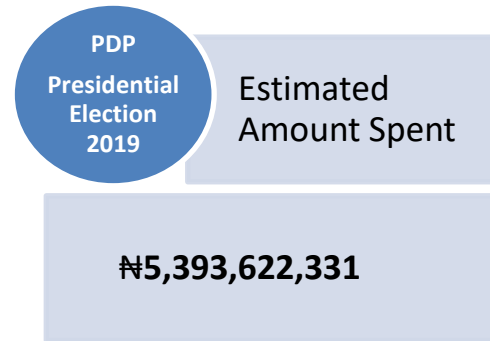 PDP
Presidential
Election
2019
Estimated
Amount Spent
₦5,393,622,331